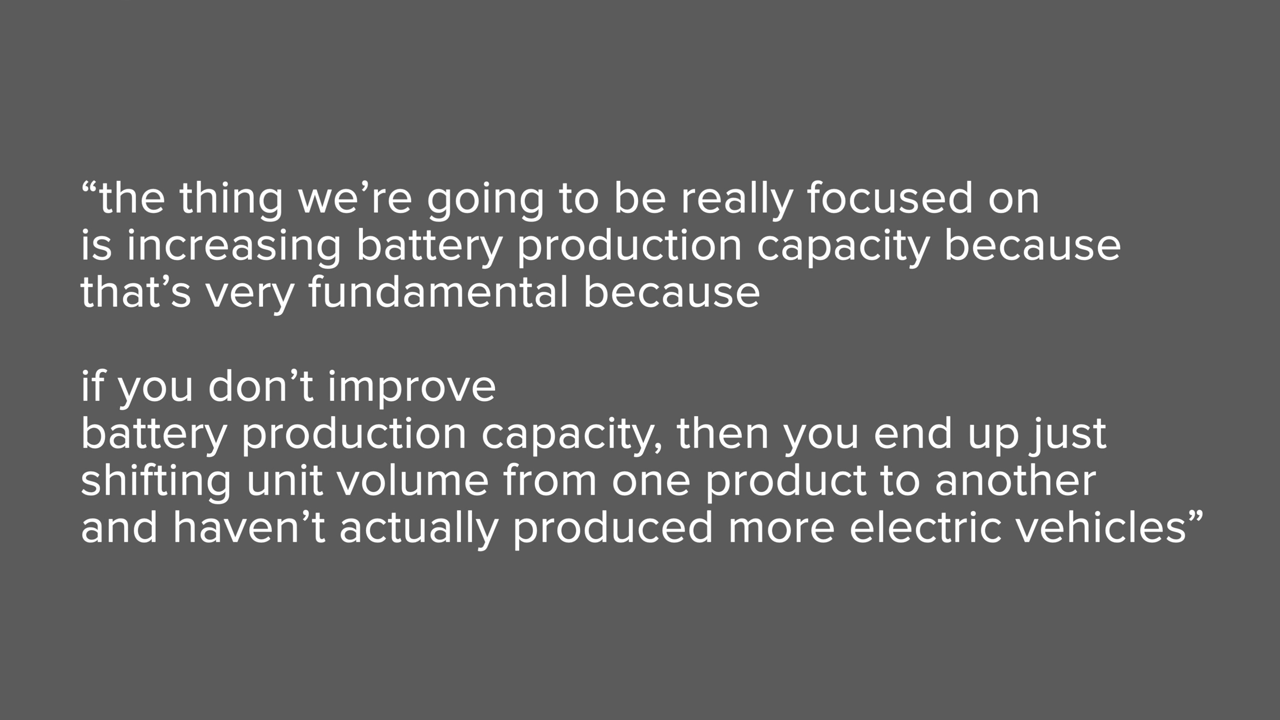 “the thing we’re going to be really focused on
is increasing battery production capacity because
that’s very fundamental because
if you don’t improve
battery production capacity, then you end up just
shifting unit volume from one product to another
and haven’t actually produced more electric vehicles”